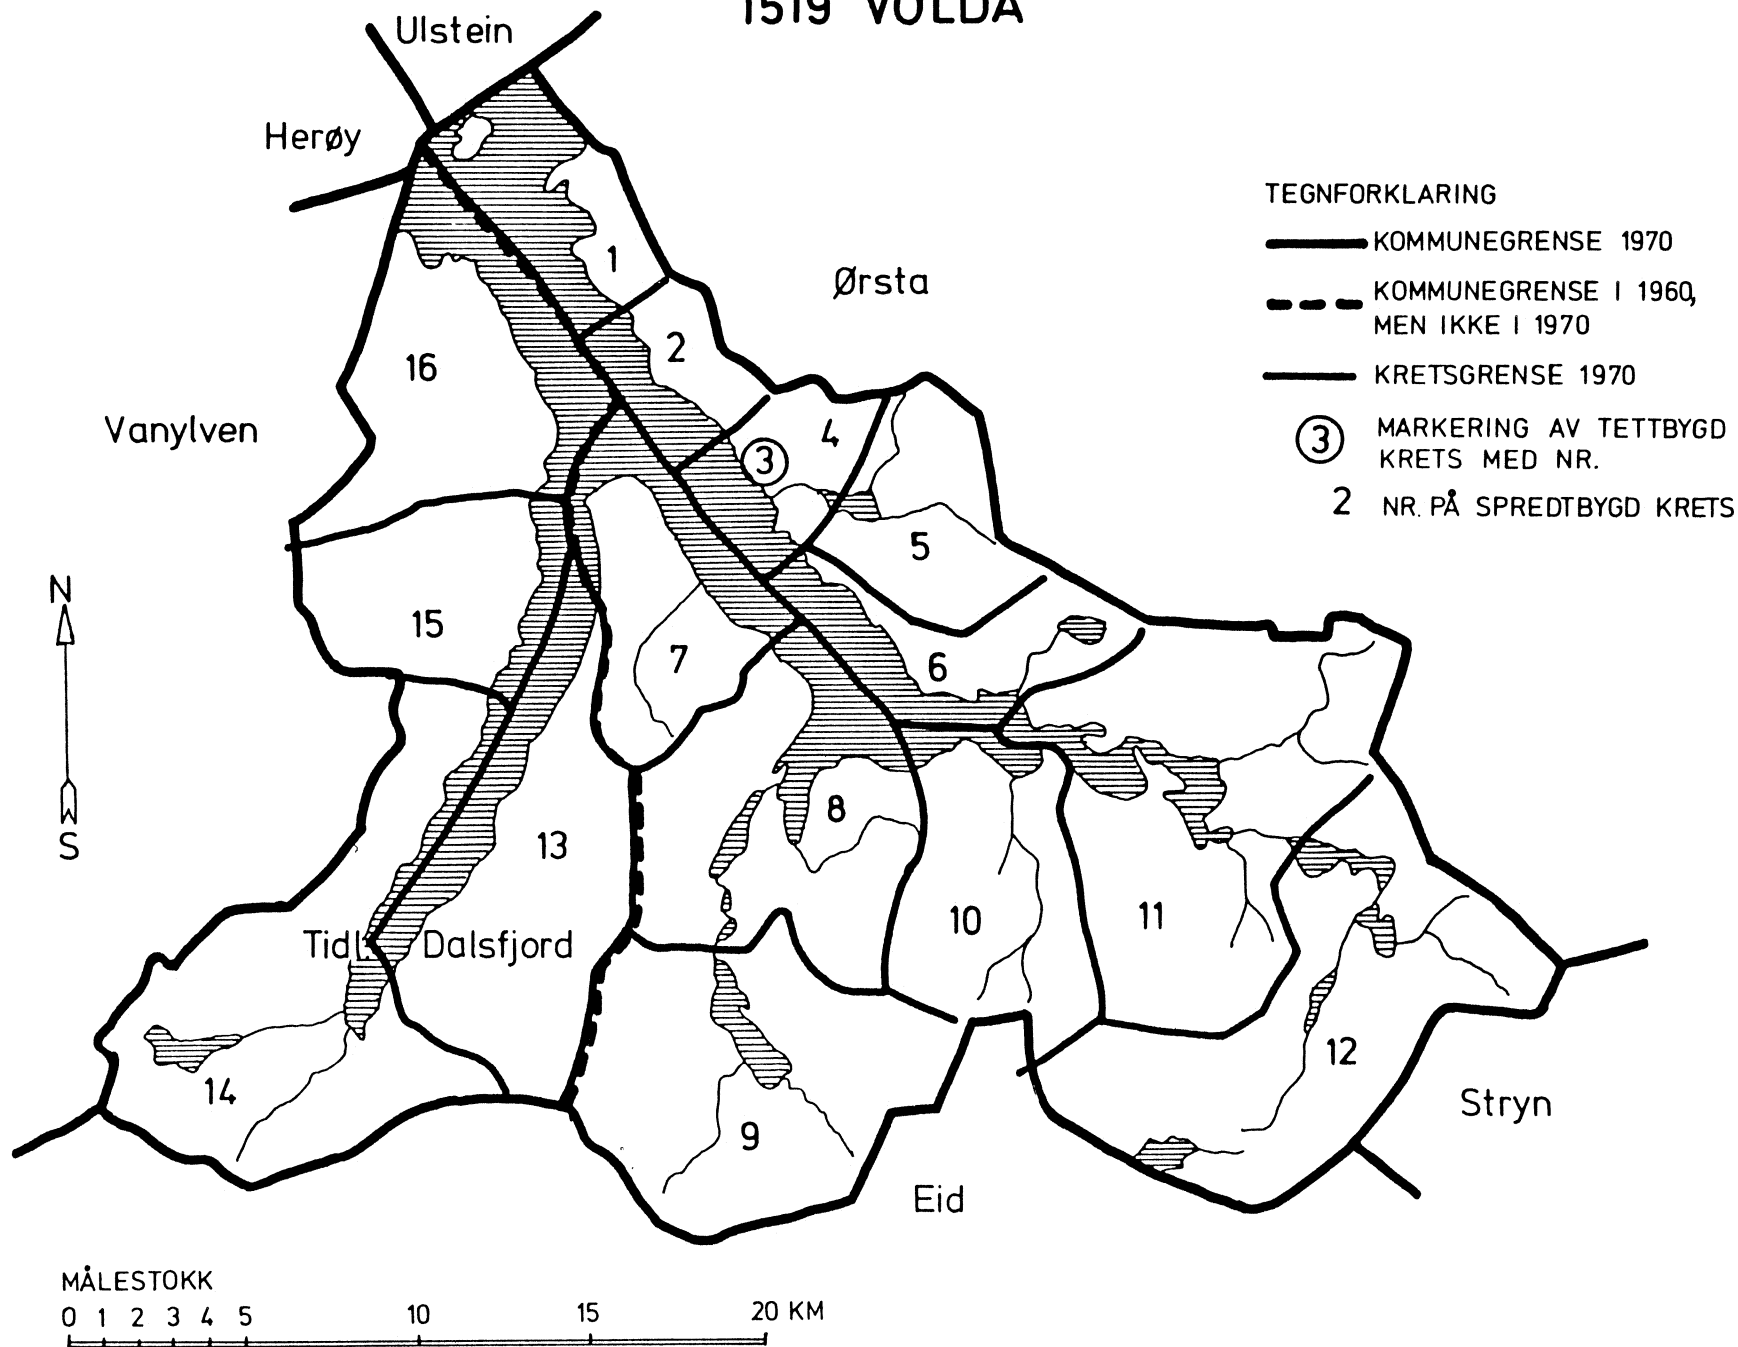 1519 VOLDA
Ulstein
Herøy
Ørsta
Vanylven
TEGNFORKLARING
KOMMUNEGRENSE 1970
KOMMUNEGRENSE I 1960,
MEN IKKE I 1970
KRETSGRENSE 1970
3 MARKERING AV TETTBYGD
KRETS MED NR.
2 NR. PÅ SPREDTBYGD KRETS
1
2
16
4
3
5
15
7
6
N
S
8
13
10
11
Tidl. Dalsfjord
12
14
9
Stryn
Eid
MÅLESTOKK
0 1 2 3 4 5 10 15 20 KM